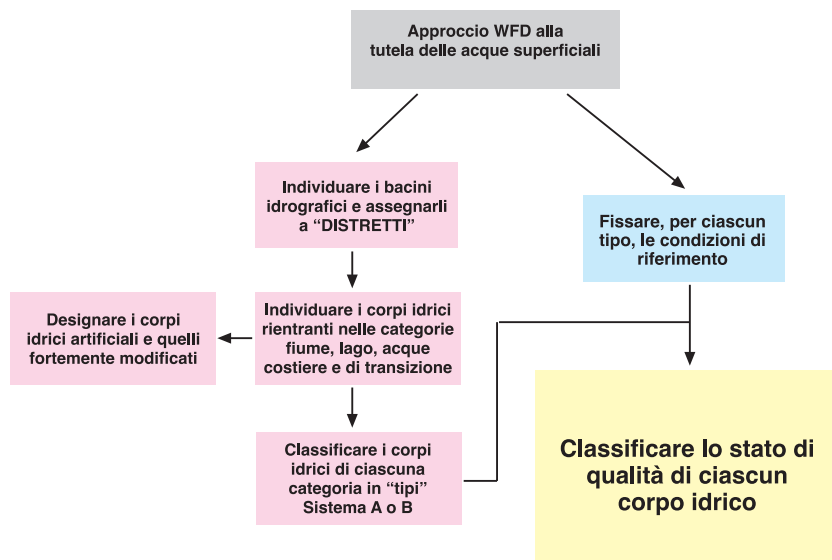 Approccio WFD alla
tutela delle acque superficiali
Individuare i bacini
idrografici e assegnarli
a “DISTRETTI”
Fissare, per ciascun
tipo, le condizioni di
riferimento
Designare i corpi
idrici artificiali e quelli
fortemente modificati
Individuare i corpi idrici
rientranti nelle categorie
fiume, lago, acque
costiere e di transizione
Classificare i corpi
idrici di ciascuna
categoria in “tipi”
Sistema A o B
Classificare lo stato di
qualità di ciascun
corpo idrico